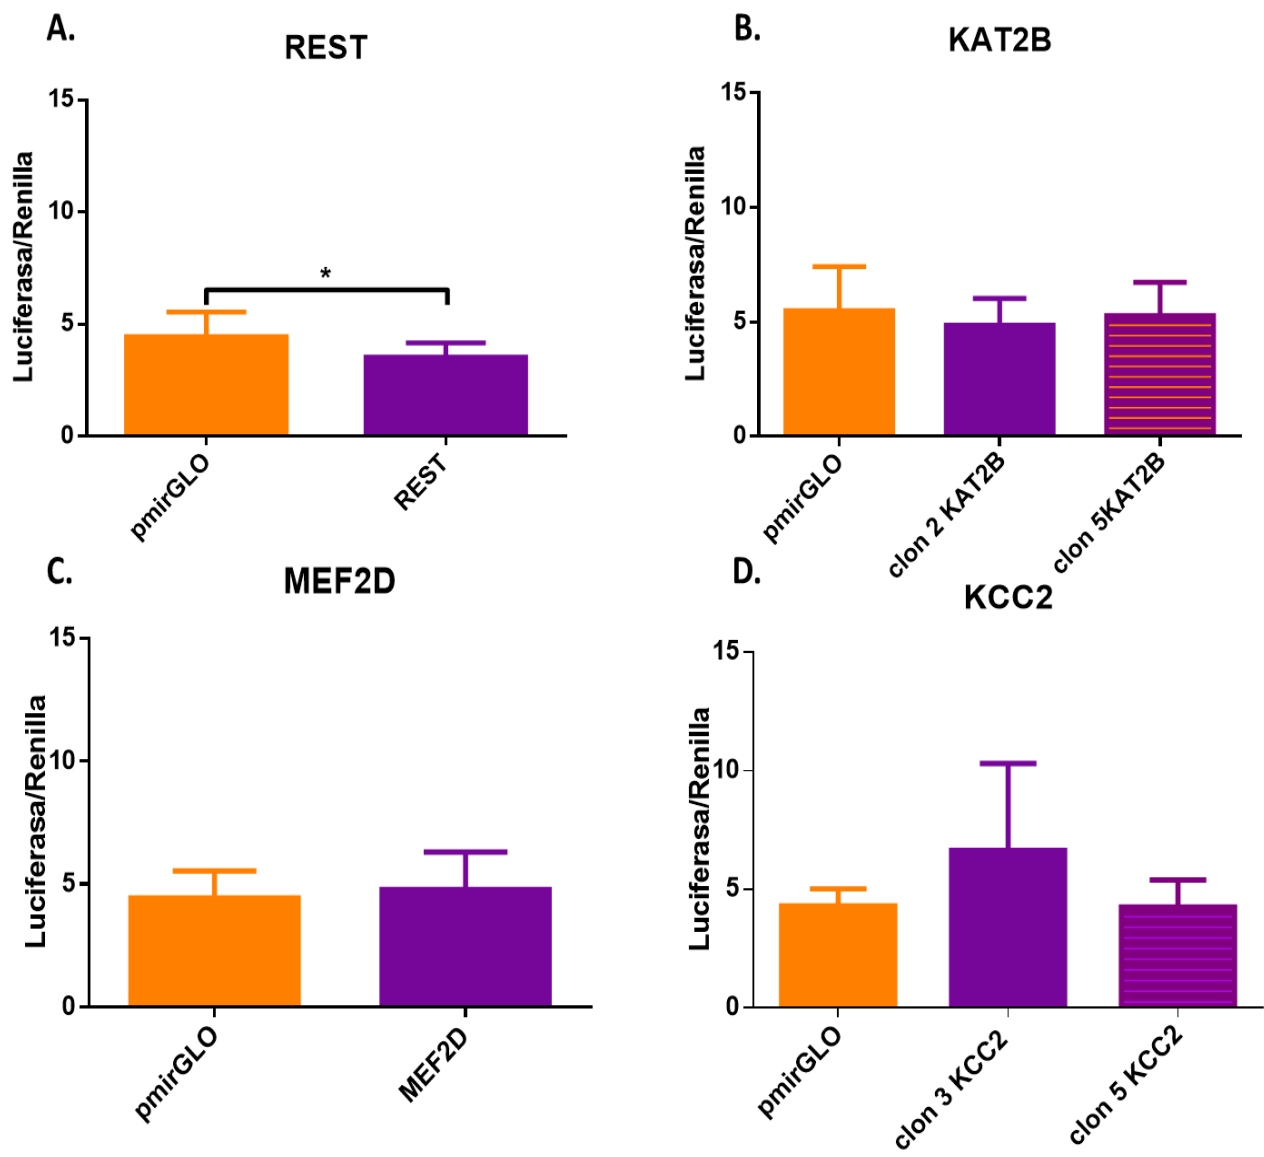 A.
REST
Luciferasa/Renilla
15
10
5
0
*
pmirGLO
REST
B.
KAT2B
Luciferasa/Renilla
15
10
5
0
pmirGLO
clon 2 KAT2B
clon 5KAT2B
C.
MEF2D
Luciferasa/Renilla
15
10
5
0
pmirGLO
MEF2D
D.
KCC2
Luciferasa/Renilla
15
10
5
0
pmirGLO
clon 3 KCC2
clon 5 KCC2